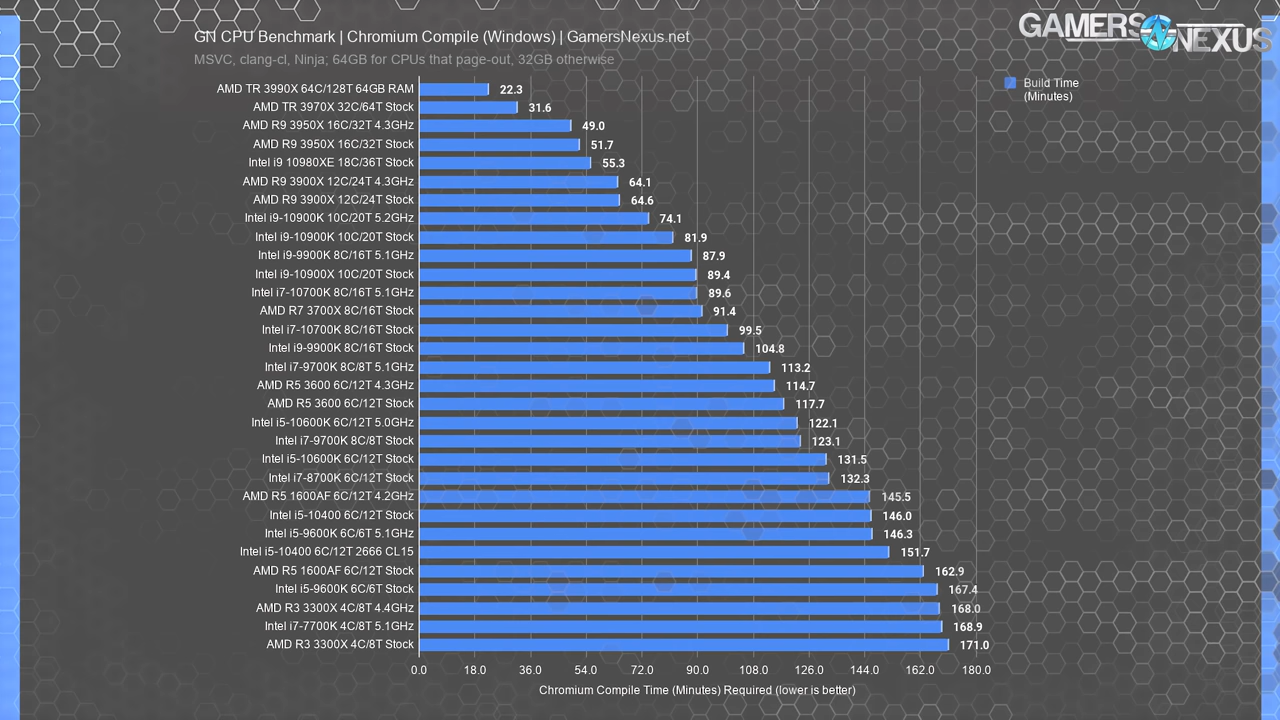 GAMERS NEXUS
GN CPU Benchmark | Chromium Compile (Windows) | GamersNexus.net
MSVC, clang-cl, Ninja; 64GB for CPUs that page-out, 32GB otherwise
Build Time
(Minutes)
AMD TR 3990X 64C/128T 64GB RAM 22.3
AMD TR 3970X 32C/64T Stock 31.6
AMD R9 3950X 16C/32T 4.3GHz 49.0
AMD R9 3950X 16C/32T Stock 51.7
Intel i9 10980XE 18C/36T Stock 55.3
AMD R9 3900X 12C/24T 4.3GHz 64.1
AMD R9 3900X 12C/24T Stock 64.6
Intel i9-10900K 10C/20T 5.2GHz 74.1
Intel i9-10900K 10C/20T Stock 81.9
Intel i9-9900K 8C/16T 5.1GHz 87.9
Intel i9-10900X 10C/20T Stock 89.4
Intel i7-10700K 8C/16T 5.1GHz 89.6
AMD R7 3700X 8C/16T Stock 91.4
Intel i7-10700K 8C/16T Stock 99.5
Intel i9-9900K 8C/16T Stock 104.8
Intel i7-9700K 8C/8T 5.1GHz 113.2
AMD R5 3600 6C/12T 4.3GHz 114.7
AMD R5 3600 6C/12T Stock 117.7
Intel i5-10600K 6C/12T 5.0GHz 122.1
Intel i7-9700K 8C/8T Stock 123.1
Intel i5-10600K 6C/12T Stock 131.5
Intel i7-8700K 6C/12T Stock 132.3
AMD R5 1600AF 6C/12T 4.2GHz 145.5
Intel i5-10400 6C/12T Stock 146.0
Intel i5-9600K 6C/6T 5.1GHz 146.3
Intel i5-10400 6C/12T 2666 CL15 151.7
AMD R5 1600AF 6C/12T Stock 162.9
Intel i5-9600K 6C/6T Stock 167.4
AMD R3 3300X 4C/8T 4.4GHz 168.0
Intel i7-7700K 4C/8T 5.1GHz 168.9
AMD R3 3300X 4C/8T Stock 171.0
0.0 18.0 36.0 54.0 72.0 90.0 108.0 126.0 144.0 162.0 180.0
Chromium Compile Time (Minutes) Required (lower is better)